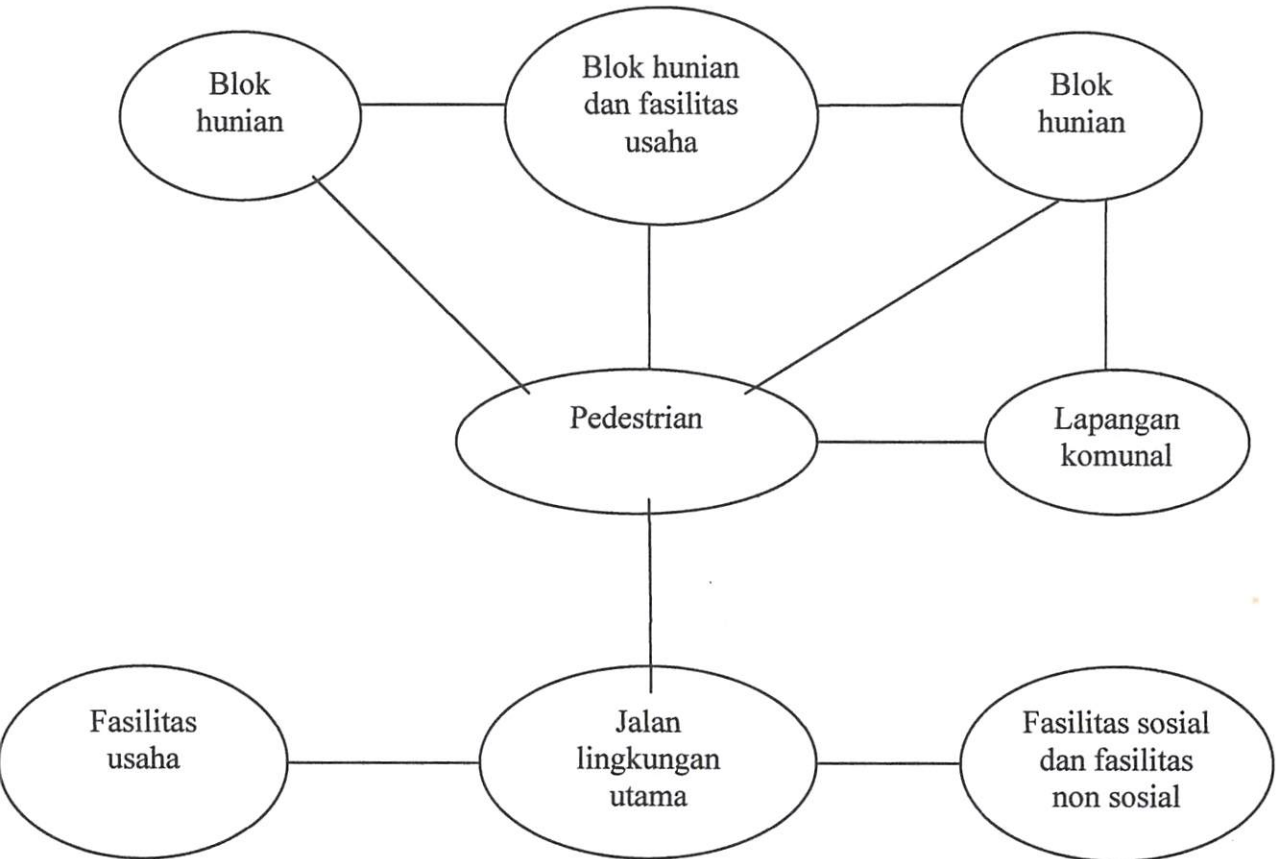 Blok
hunian
Blok hunian
dan fasilitas
usaha
Blok
hunian
Pedestrian
Lapangan
komunal
Fasilitas
usaha
Jalan
lingkungan
utama
Fasilitas sosial
dan fasilitas
non sosial